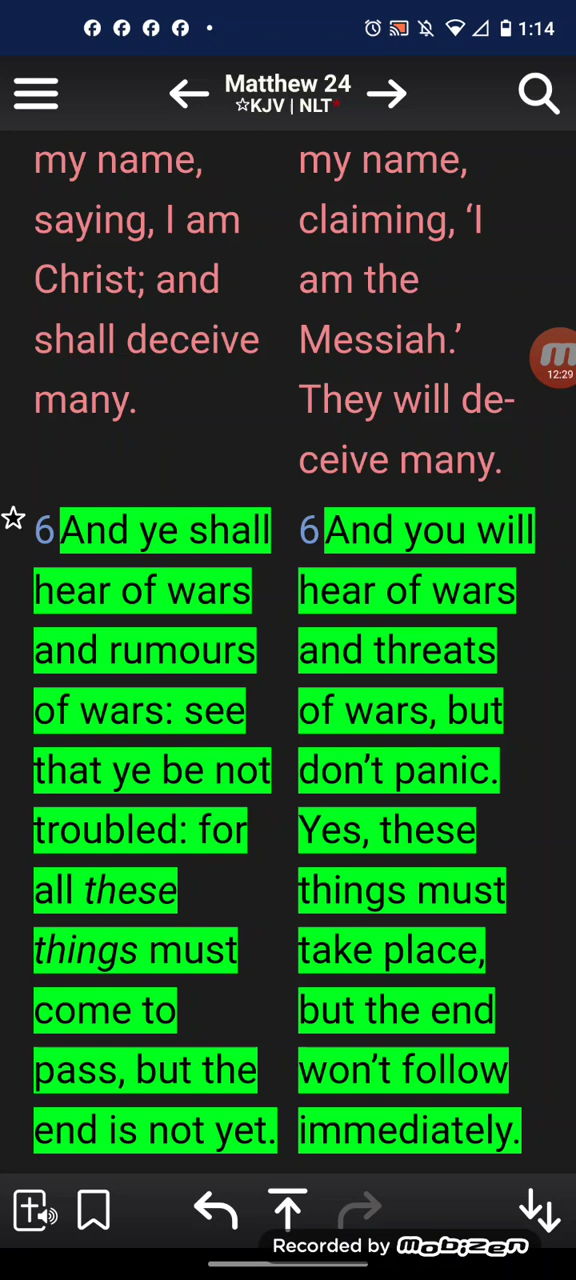 1:14
Matthew 24
☆KJV | NLT*
my name,
saying, I am
Christ; and
shall deceive
many.
my name,
claiming, ‘I
am the
Messiah.’
They will de-
ceive many.
12:29
6 And ye shall
hear of wars
and rumours
of wars: see
that ye be not
troubled: for
all these
things must
come to
pass, but the
end is not yet.
6 And you will
hear of wars
and threats
of wars, but
don’t panic.
Yes, these
things must
take place,
but the end
won’t follow
immediately.
Recorded by mobizen